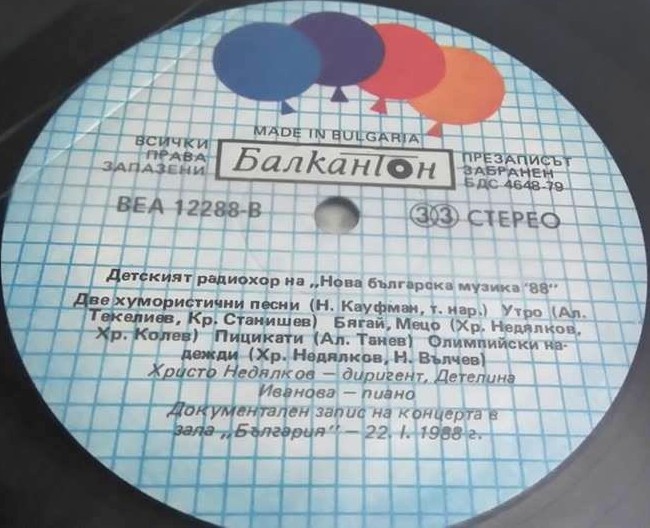 MADE IN BULGARIA
ВСИЧКИ
ПРАВА
ЗАПАЗЕНИ
Балкантон
ПРЕЗАПИСЪТ
ЗАБРАНЕН
БДС 4648-79
ВЕА 12288-В
33 СТЕРЕО
Детският радиохор на „Нова българска музика '88"
Две хумористични песни (Н. Кауфман, т. нар.) Утро (Ал.
Текелиев, Кр. Станишев) Бягай, Мецо (Хр. Недялков,
Хр. Колев) Пицикати (Ал. Танев) Олимпийски на-
дежди (Хр. Недялков, Н. Вълчев)
Христо Недялков — диригент, Детелина
Иванова — пиано
Документален запис на концерта в
зала „България" — 22. I. 1988 г.